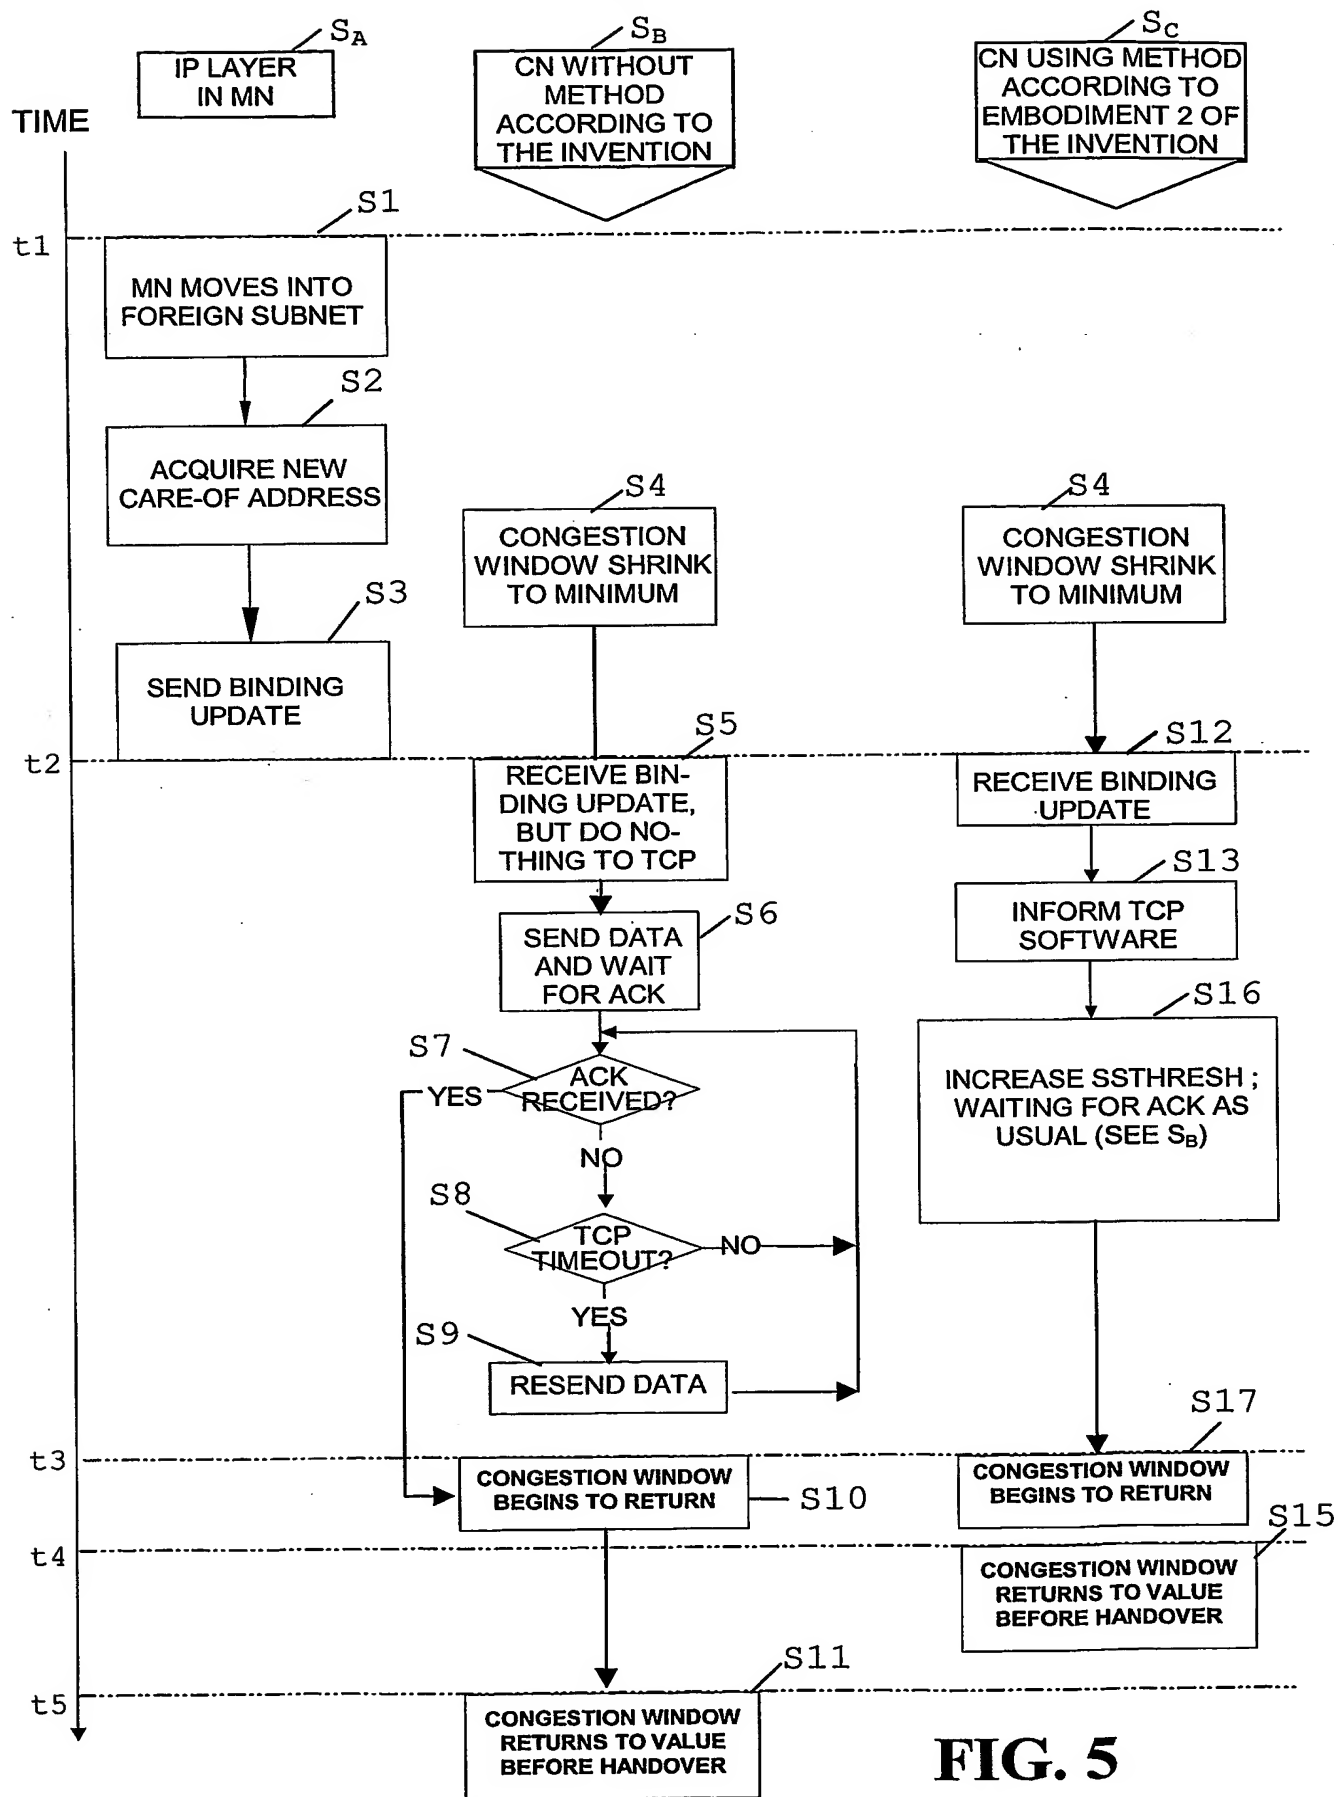 S_A
IP LAYER
IN MN
S_B
CN WITHOUT
METHOD
ACCORDING TO
THE INVENTION
S_C
CN USING METHOD
ACCORDING TO
EMBODIMENT 2 OF
THE INVENTION
TIME
t1
S1
MN MOVES INTO
FOREIGN SUBNET
S2
ACQUIRE NEW
CARE-OF ADDRESS
S3
SEND BINDING
UPDATE
S4
CONGESTION
WINDOW SHRINK
TO MINIMUM
S4
CONGESTION
WINDOW SHRINK
TO MINIMUM
t2
S5
RECEIVE BIN-
DING UPDATE,
BUT DO NO-
THING TO TCP
S12
RECEIVE BINDING
UPDATE
S13
INFORM TCP
SOFTWARE
S6
SEND DATA
AND WAIT
FOR ACK
S16
INCREASE SSTHRESH ;
WAITING FOR ACK AS
USUAL (SEE S_B)
S7
ACK
RECEIVED?
YES
NO
S8
TCP
TIMEOUT?
NO
YES
S9
RESEND DATA
t3
CONGESTION WINDOW
BEGINS TO RETURN
S10
S17
CONGESTION WINDOW
BEGINS TO RETURN
t4
S15
CONGESTION WINDOW
RETURNS TO VALUE
BEFORE HANDOVER
t5
S11
CONGESTION WINDOW
RETURNS TO VALUE
BEFORE HANDOVER
FIG. 5